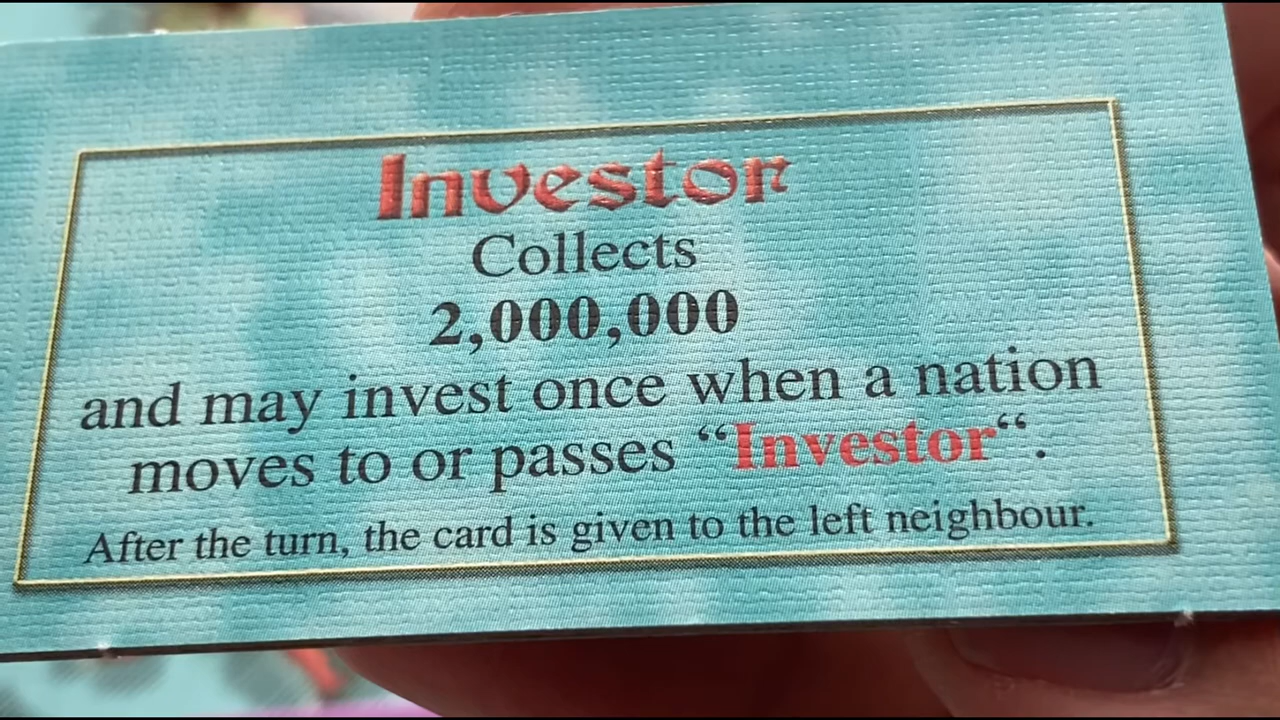 Investor
Collects
2,000,000
and may invest once when a nation
moves to or passes “Investor“.
After the turn, the card is given to the left neighbour.